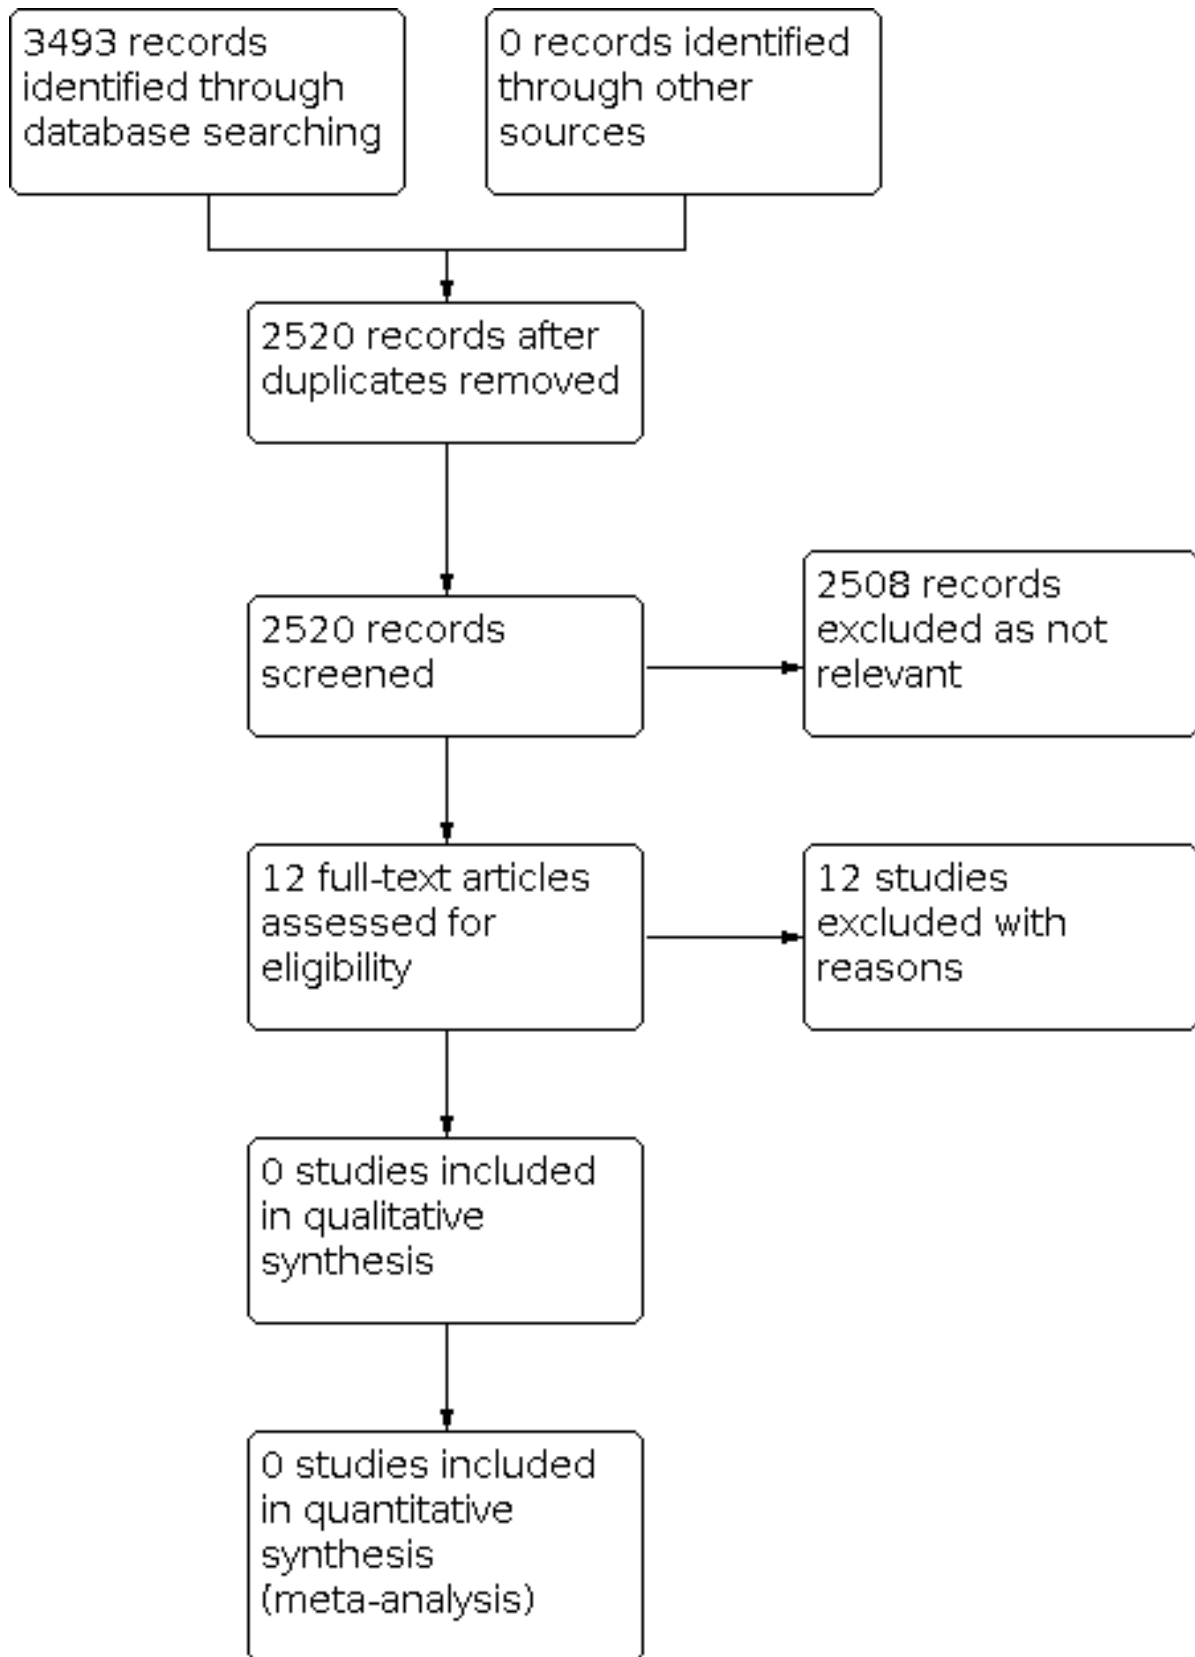 3493 records
identified through
database searching
0 records identified
through other
sources
2520 records after
duplicates removed
2520 records
screened
2508 records
excluded as not
relevant
12 full-text articles
assessed for
eligibility
12 studies
excluded with
reasons
0 studies included
in qualitative
synthesis
0 studies included
in quantitative
synthesis
(meta-analysis)